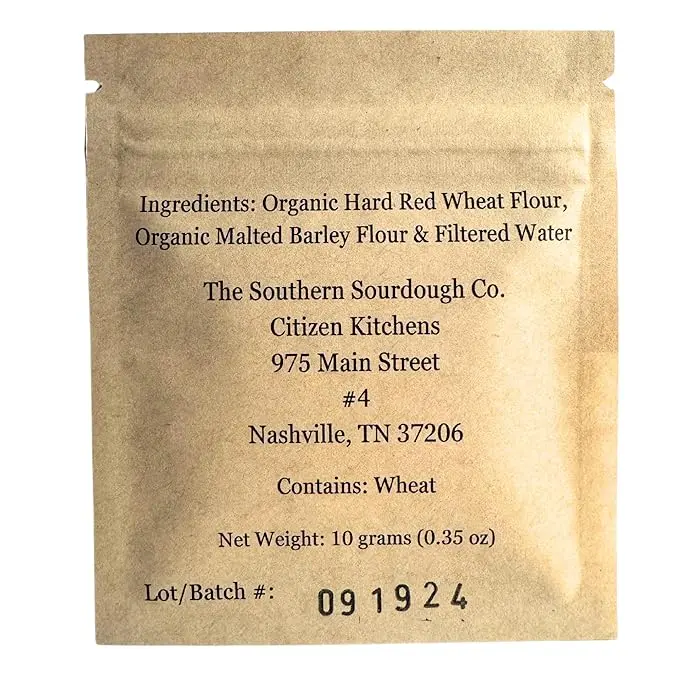 Ingredients: Organic Hard Red Wheat Flour,
Organic Malted Barley Flour & Filtered Water
The Southern Sourdough Co.
Citizen Kitchens
975 Main Street
#4
Nashville, TN 37206
Contains: Wheat
Net Weight: 10 grams (0.35 oz)
Lot/Batch #: 091924